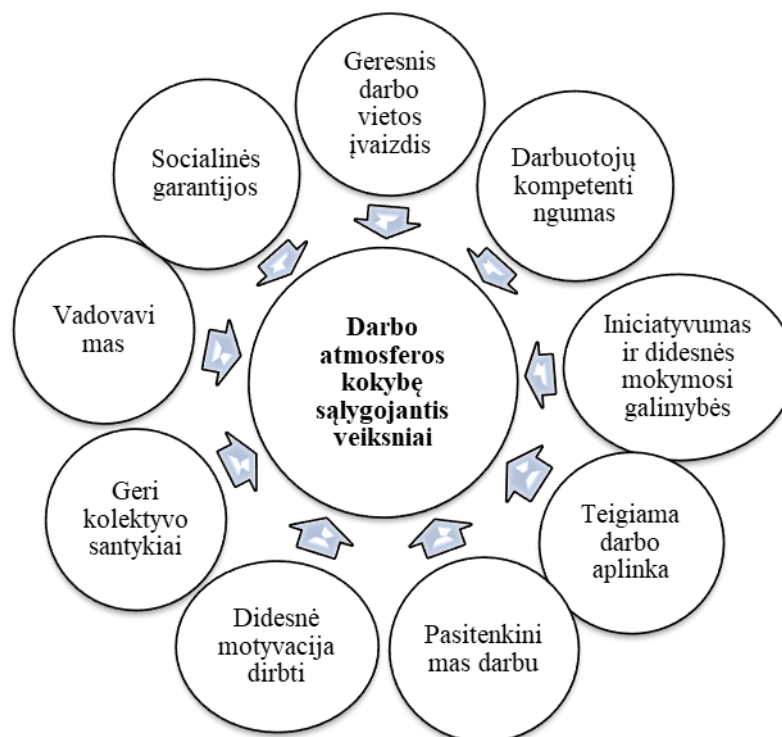 Geresnis
darbo
vietos
įvaizdis
Darbuotojų
kompetenti
ngumas
Iniciatyvumas
ir didesnės
mokymosi
galimybės
Teigiama
darbo
aplinka
Pasitenkini
mas darbu
Didesnė
motyvacija
dirbti
Geri
kolektyvo
santykiai
Vadovavi
mas
Socialinės
garantijos
Darbo
atmosferos
kokybę
sąlygojantis
veiksniai